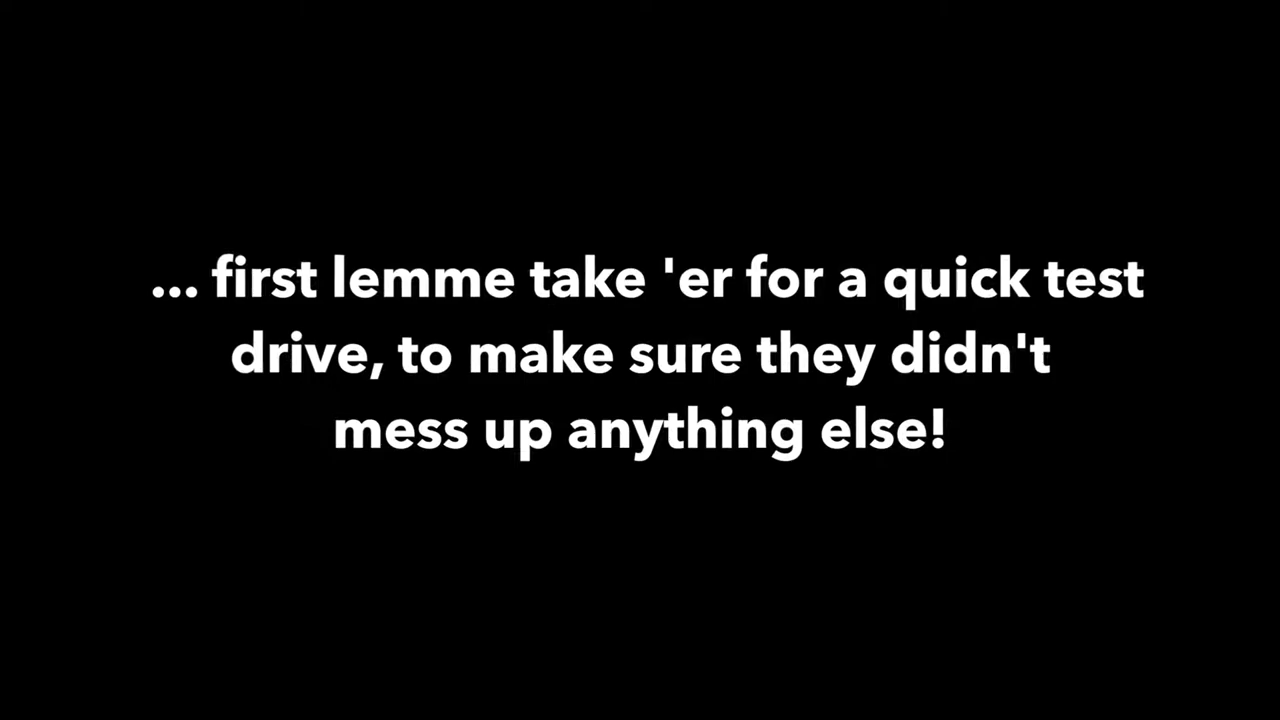 ... first lemme take 'er for a quick test
drive, to make sure they didn't
mess up anything else!